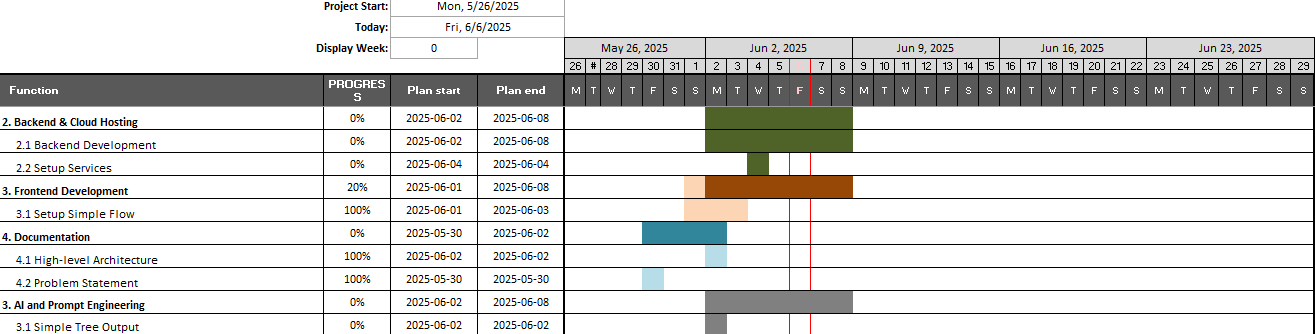 Project Start: Mon, 5/26/2025
Today: Fri, 6/6/2025
Display Week: 0 May 26, 2025 Jun 2, 2025 Jun 9, 2025 Jun 16, 2025 Jun 23, 2025
26 # 28 29 30 31 1 2 3 4 5 7 8 9 10 11 12 13 14 15 16 17 18 19 20 21 22 23 24 25 26 27 28 29
Function PROGRES
S Plan start Plan end M T W T F S S M T W T F S S M T W T F S S M T W T F S S M T W T F S S
2. Backend & Cloud Hosting 0% 2025-06-02 2025-06-08
2.1 Backend Development 0% 2025-06-02 2025-06-08
2.2 Setup Services 0% 2025-06-04 2025-06-04
3. Frontend Development 20% 2025-06-01 2025-06-08
3.1 Setup Simple Flow 100% 2025-06-01 2025-06-03
4. Documentation 0% 2025-05-30 2025-06-02
4.1 High-level Architecture 100% 2025-06-02 2025-06-02
4.2 Problem Statement 100% 2025-05-30 2025-05-30
3. AI and Prompt Engineering 0% 2025-06-02 2025-06-08
3.1 Simple Tree Output 0% 2025-06-02 2025-06-02